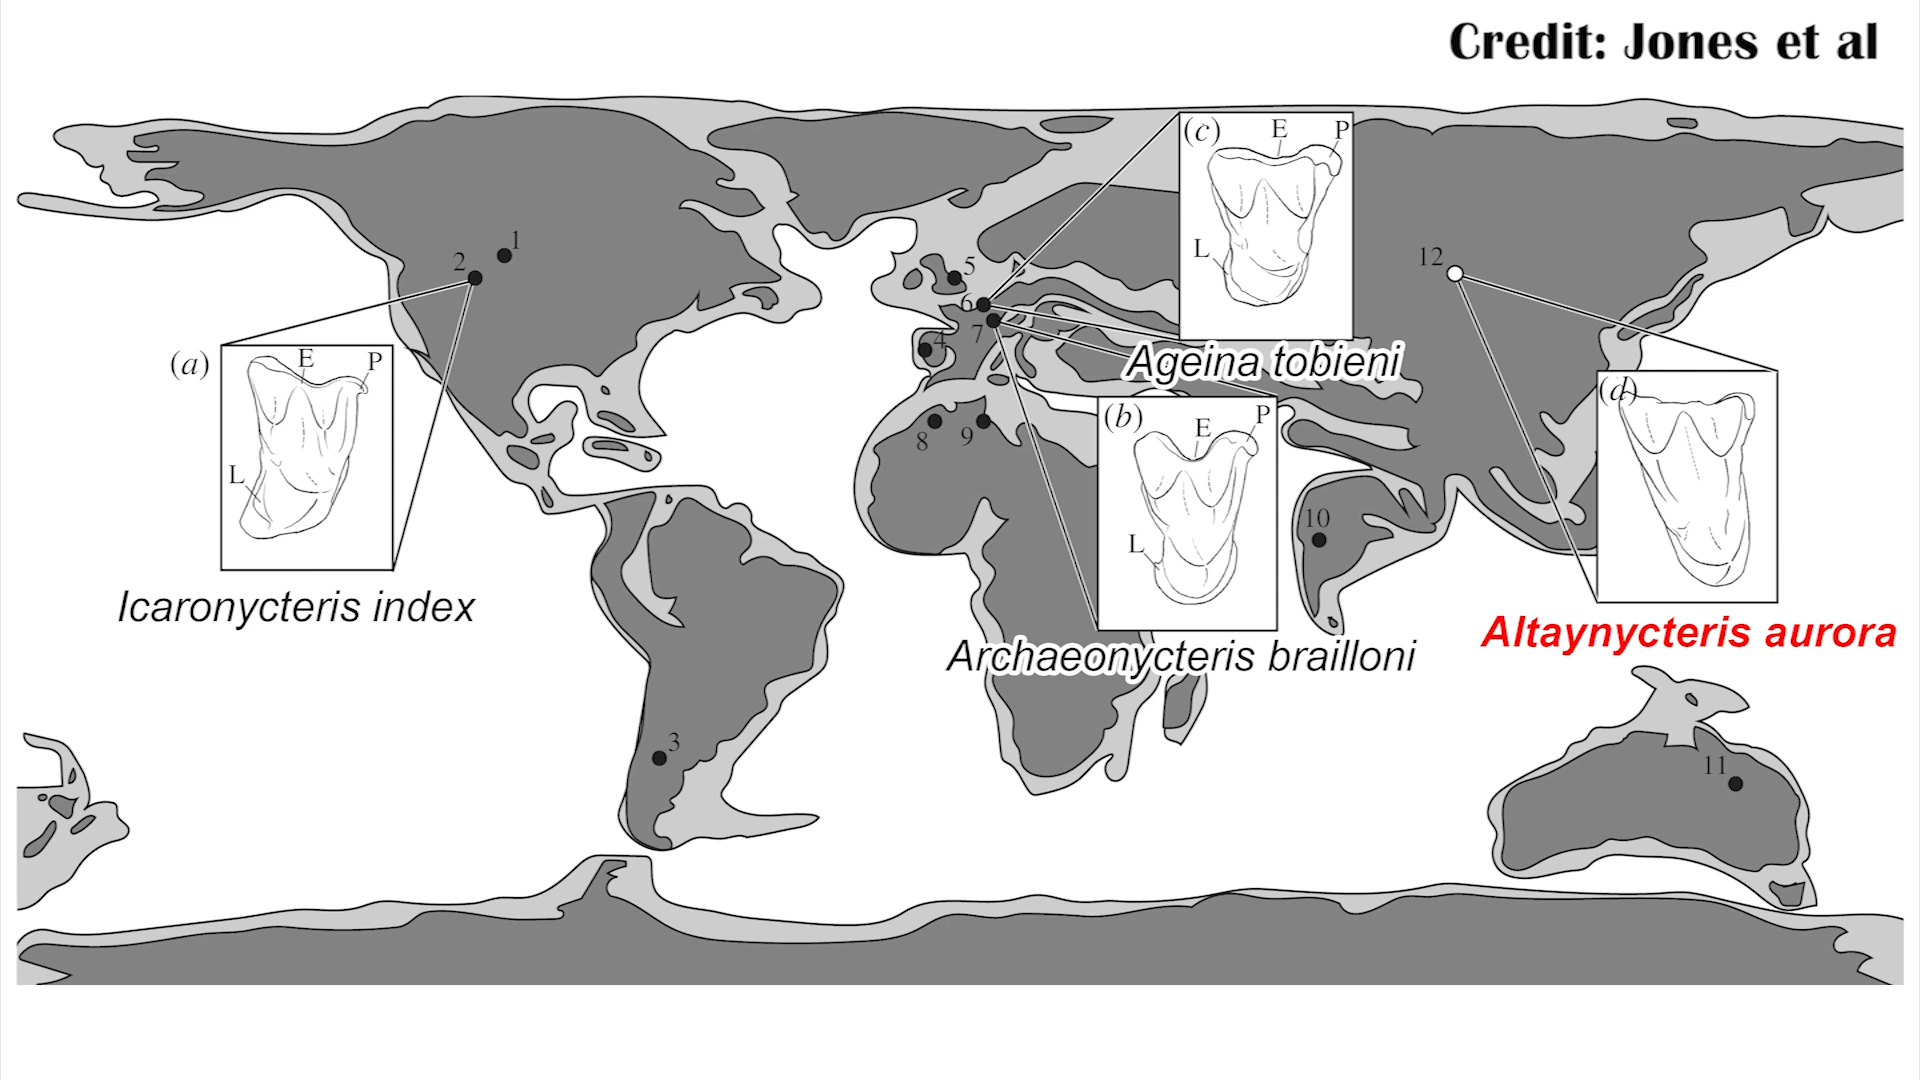 Credit: Jones et al
(c)
E
P
L
1
2
12
5
6
7
4
Ageina tobieni
(a)
E
P
L
(d)
(b)
E
P
L
8
9
10
Icaronycteris index
Archaeonycteris brailloni
Altaynycteris aurora
3
11